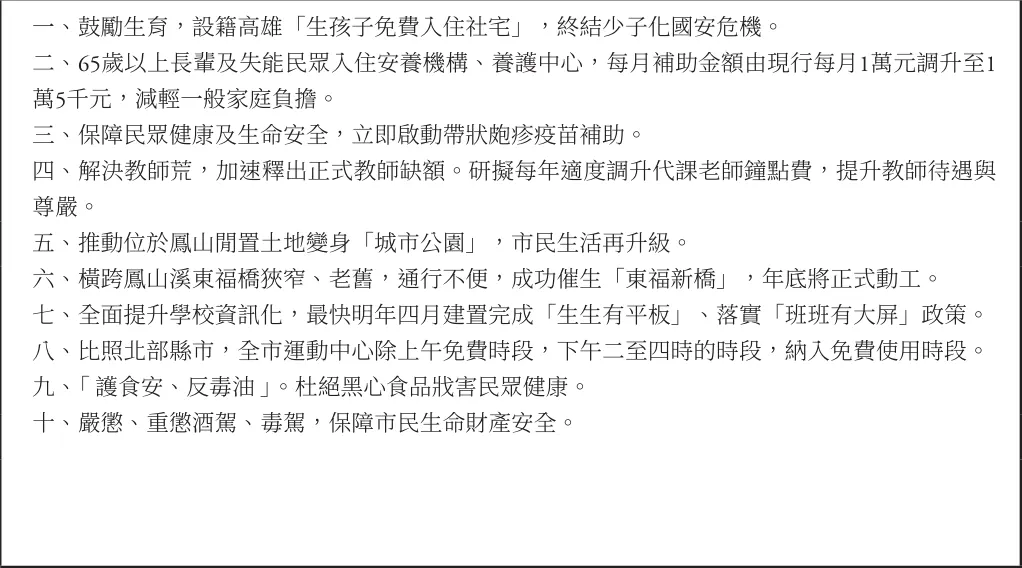 一、鼓勵生育，設籍高雄「生孩子免費入住社宅」，終結少子化國安危機。
二、65歲以上長輩及失能民眾入住安養機構、養護中心，每月補助金額由現行每月1萬元調升至1
萬5千元，減輕一般家庭負擔。
三、保障民眾健康及生命安全，立即啟動帶狀皰疹疫苗補助。
四、解決教師荒，加速釋出正式教師缺額。研擬每年適度調升代課老師鐘點費，提升教師待遇與
尊嚴。
五、推動位於鳳山閒置土地變身「城市公園」，市民生活再升級。
六、橫跨鳳山溪東福橋狹窄、老舊，通行不便，成功催生「東福新橋」，年底將正式動工。
七、全面提升學校資訊化，最快明年四月建置完成「生生有平板」、落實「班班有大屏」政策。
八、比照北部縣市，全市運動中心除上午免費時段，下午二至四時的時段，納入免費使用時段。
九、「護食安、反毒油」。杜絕黑心食品戕害民眾健康。
十、嚴懲、重懲酒駕、毒駕，保障市民生命財產安全。